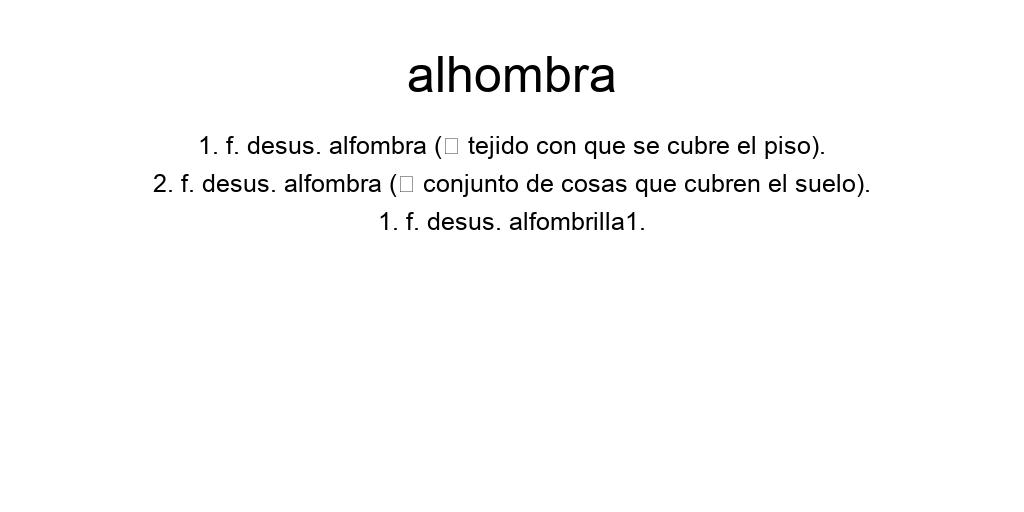 alhombra
1. f. desus. alfombra (□ tejido con que se cubre el piso).
2. f. desus. alfombra (□ conjunto de cosas que cubren el suelo).
1. f. desus. alfombrilla1.